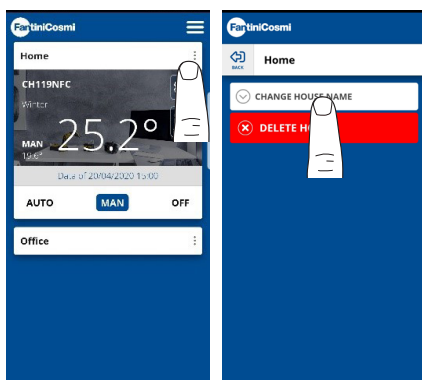 FantiniCosmi
Home
CH119NFC
Winter
25.2°
MAN
19.6°
Data of 20/04/2020 15:00
AUTO MAN OFF
Office
FantiniCosmi
BACK
Home
CHANGE HOUSE NAME
DELETE